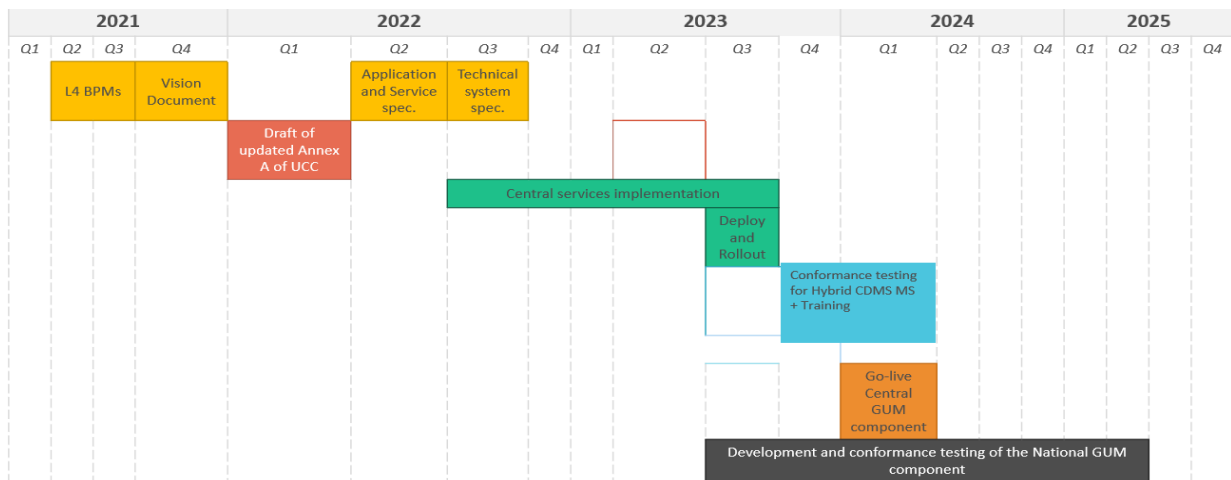 2021 2022 2023 2024 2025
Q1 Q2 Q3 Q4 Q1 Q2 Q3 Q4 Q1 Q2 Q3 Q4 Q1 Q2 Q3 Q4 Q1 Q2 Q3 Q4
L4 BPMs
Vision
Document
Application
and Service
spec.
Technical
system
spec.
Draft of
updated Annex
A of UCC
Central services implementation
Deploy
and
Rollout
Conformance testing
for Hybrid CDMS MS
+ Training
Go-live
Central
GUM
component
Development and conformance testing of the National GUM
component